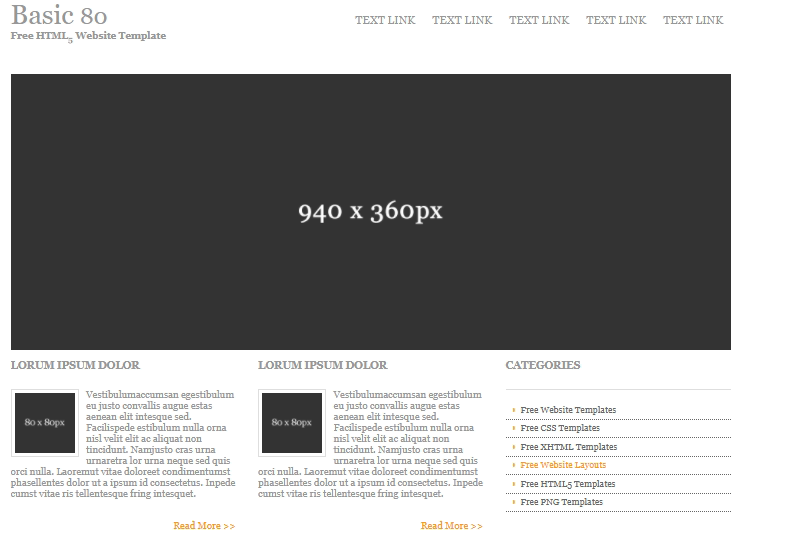 Basic 80
Free HTML5 Website Template
TEXT LINK TEXT LINK TEXT LINK TEXT LINK TEXT LINK
940 x 360px
LORUM IPSUM DOLOR
80 x 80px
Vestibulumaccumsan egestibulum
eu justo convallis augue estas
aenean elit intesque sed.
Facilispede estibulum nulla orna
nisl velit elit ac aliquat non
tincidunt. Namjusto cras urna
urnaretra lor urna neque sed quis
orci nulla. Laoremut vitae doloreet condimentumst
phasellentes dolor ut a ipsum id consectetus. Inpede
cumst vitae ris tellentesque fring intesquet.
Read More >>
LORUM IPSUM DOLOR
80 x 80px
Vestibulumaccumsan egestibulum
eu justo convallis augue estas
aenean elit intesque sed.
Facilispede estibulum nulla orna
nisl velit elit ac aliquat non
tincidunt. Namjusto cras urna
urnaretra lor urna neque sed quis
orci nulla. Laoremut vitae doloreet condimentumst
phasellentes dolor ut a ipsum id consectetus. Inpede
cumst vitae ris tellentesque fring intesquet.
Read More >>
CATEGORIES
Free Website Templates
Free CSS Templates
Free XHTML Templates
Free Website Layouts
Free HTML5 Templates
Free PNG Templates